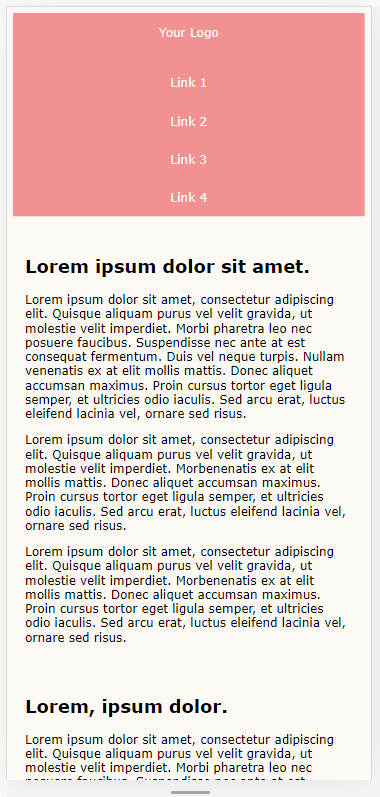 Your Logo
Link 1
Link 2
Link 3
Link 4
Lorem ipsum dolor sit amet.
Lorem ipsum dolor sit amet, consectetur adipiscing
elit. Quisque aliquam purus vel velit gravida, ut
molestie velit imperdiet. Morbi pharetra leo nec
posuere faucibus. Suspendisse nec ante at est
consequat fermentum. Duis vel neque turpis. Nullam
venenatis ex at elit mollis mattis. Donec aliquet
accumsan maximus. Proin cursus tortor eget ligula
semper, et ultricies odio iaculis. Sed arcu erat, luctus
eleifend lacinia vel, ornare sed risus.
Lorem ipsum dolor sit amet, consectetur adipiscing
elit. Quisque aliquam purus vel velit gravida, ut
molestie velit imperdiet. Morbenenatis ex at elit
mollis mattis. Donec aliquet accumsan maximus.
Proin cursus tortor eget ligula semper, et ultricies
odio iaculis. Sed arcu erat, luctus eleifend lacinia vel,
ornare sed risus.
Lorem ipsum dolor sit amet, consectetur adipiscing
elit. Quisque aliquam purus vel velit gravida, ut
molestie velit imperdiet. Morbenenatis ex at elit
mollis mattis. Donec aliquet accumsan maximus.
Proin cursus tortor eget ligula semper, et ultricies
odio iaculis. Sed arcu erat, luctus eleifend lacinia vel,
ornare sed risus.
Lorem, ipsum dolor.
Lorem ipsum dolor sit amet, consectetur adipiscing
elit. Quisque aliquam purus vel velit gravida, ut
molestie velit imperdiet. Morbi pharetra leo nec